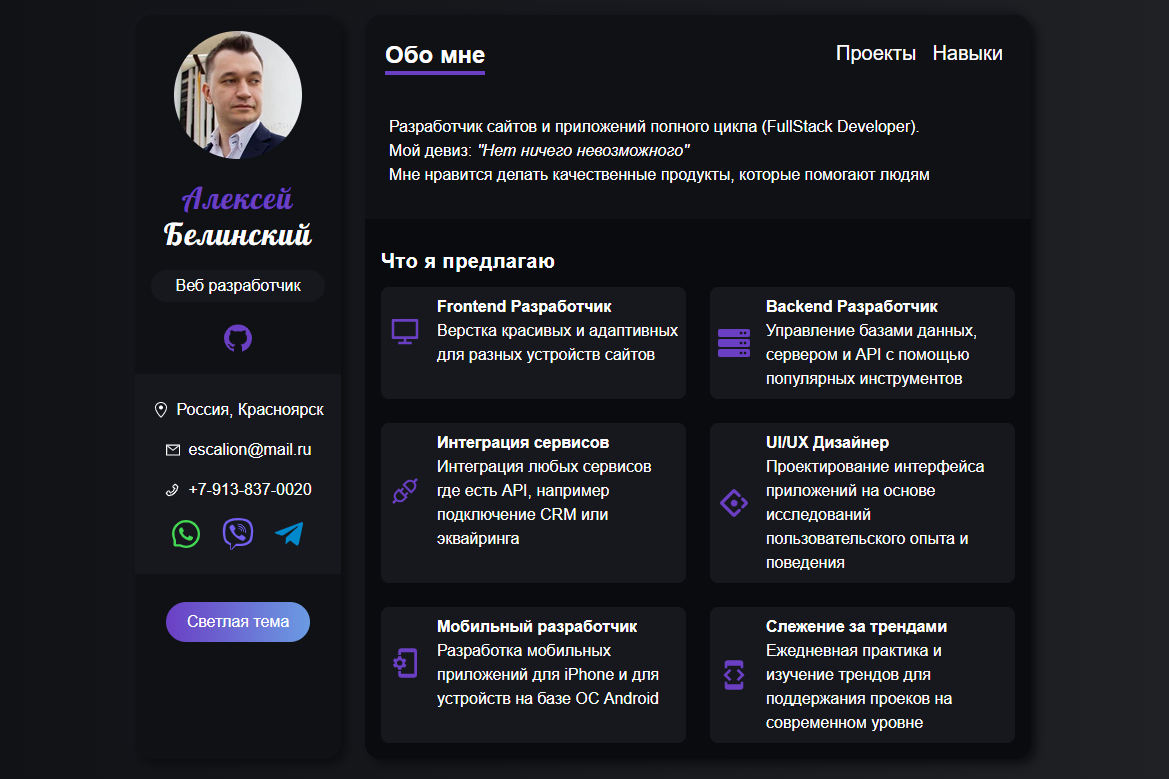 Алексей
Белинский
Веб разработчик
Россия, Красноярск
escalion@mail.ru
+7-913-837-0020
Светлая тема
Обо мне
Проекты Навыки
Разработчик сайтов и приложений полного цикла (FullStack Developer).
Мой девиз: "Нет ничего невозможного"
Мне нравится делать качественные продукты, которые помогают людям
Что я предлагаю
Frontend Разработчик
Верстка красивых и адаптивных
для разных устройств сайтов
Backend Разработчик
Управление базами данных,
сервером и API с помощью
популярных инструментов
Интеграция сервисов
Интеграция любых сервисов
где есть API, например
подключение CRM или
эквайринга
UI/UX Дизайнер
Проектирование интерфейса
приложений на основе
исследований
пользовательского опыта и
поведения
Мобильный разработчик
Разработка мобильных
приложений для iPhone и для
устройств на базе ОС Android
Слежение за трендами
Ежедневная практика и
изучение трендов для
поддержания проеков на
современном уровне